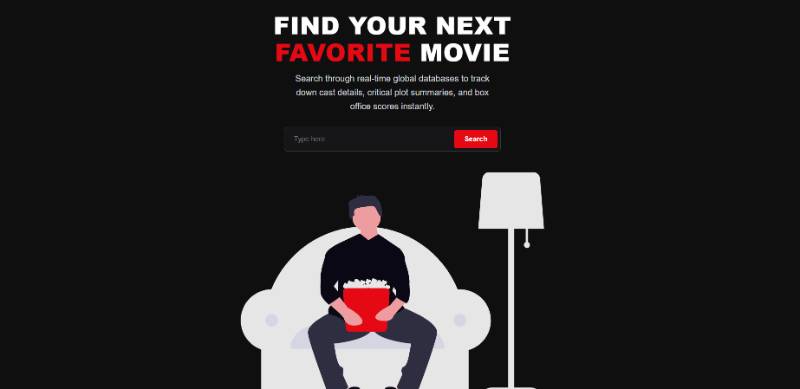 FIND YOUR NEXT
FAVORITE MOVIE
Search through real-time global databases to track
down cast details, critical plot summaries, and box
office scores instantly.
Type here
Search